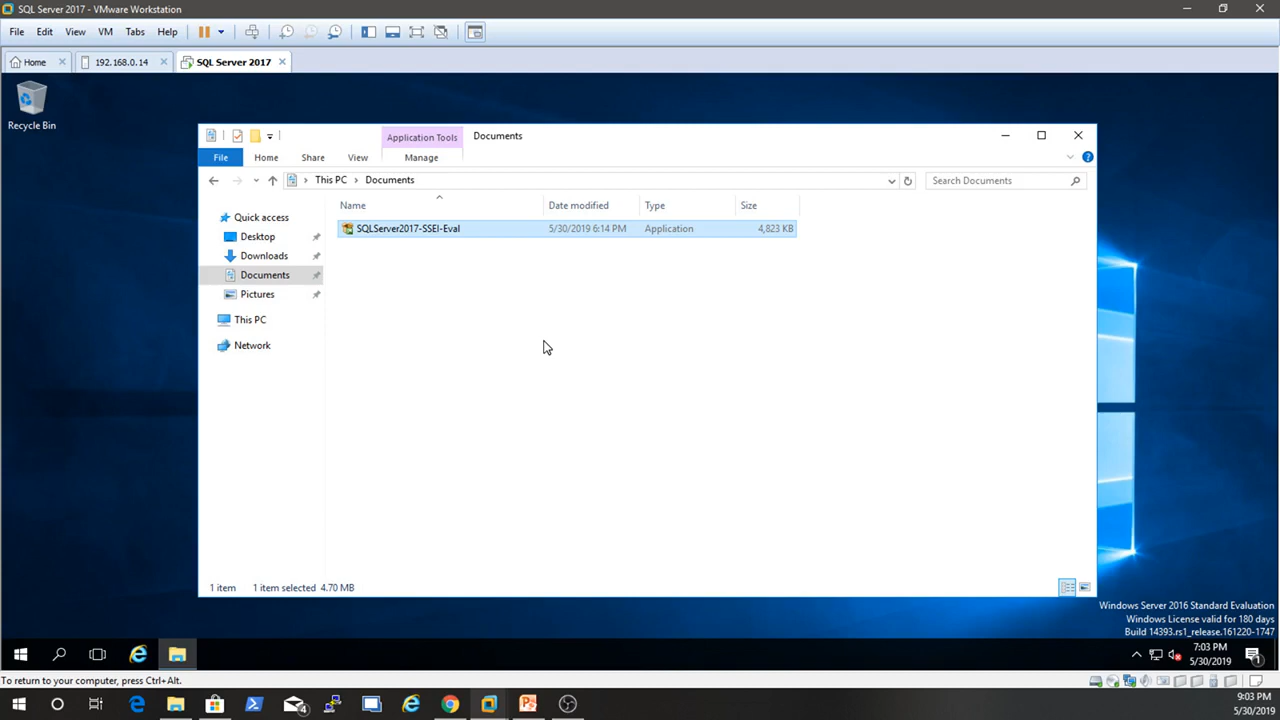 SQL Server 2017 - VMware Workstation
File Edit View VM Tabs Help
Home 192.168.0.14 SQL Server 2017
Recycle Bin
Application Tools Documents
File Home Share View Manage
This PC Documents Search Documents
Name Date modified Type Size
Quick access
Desktop
Downloads
Documents
Pictures
This PC
Network
SQLServer2017-SSEI-Eval 5/30/2019 6:14 PM Application 4,823 KB
1 item 1 item selected 4.70 MB
Windows Server 2016 Standard Evaluation
Windows License valid for 180 days
Build 14393.rs1_release.161220-1747
7:03 PM
5/30/2019
1
To return to your computer, press Ctrl+Alt.
4
9:03 PM
5/30/2019